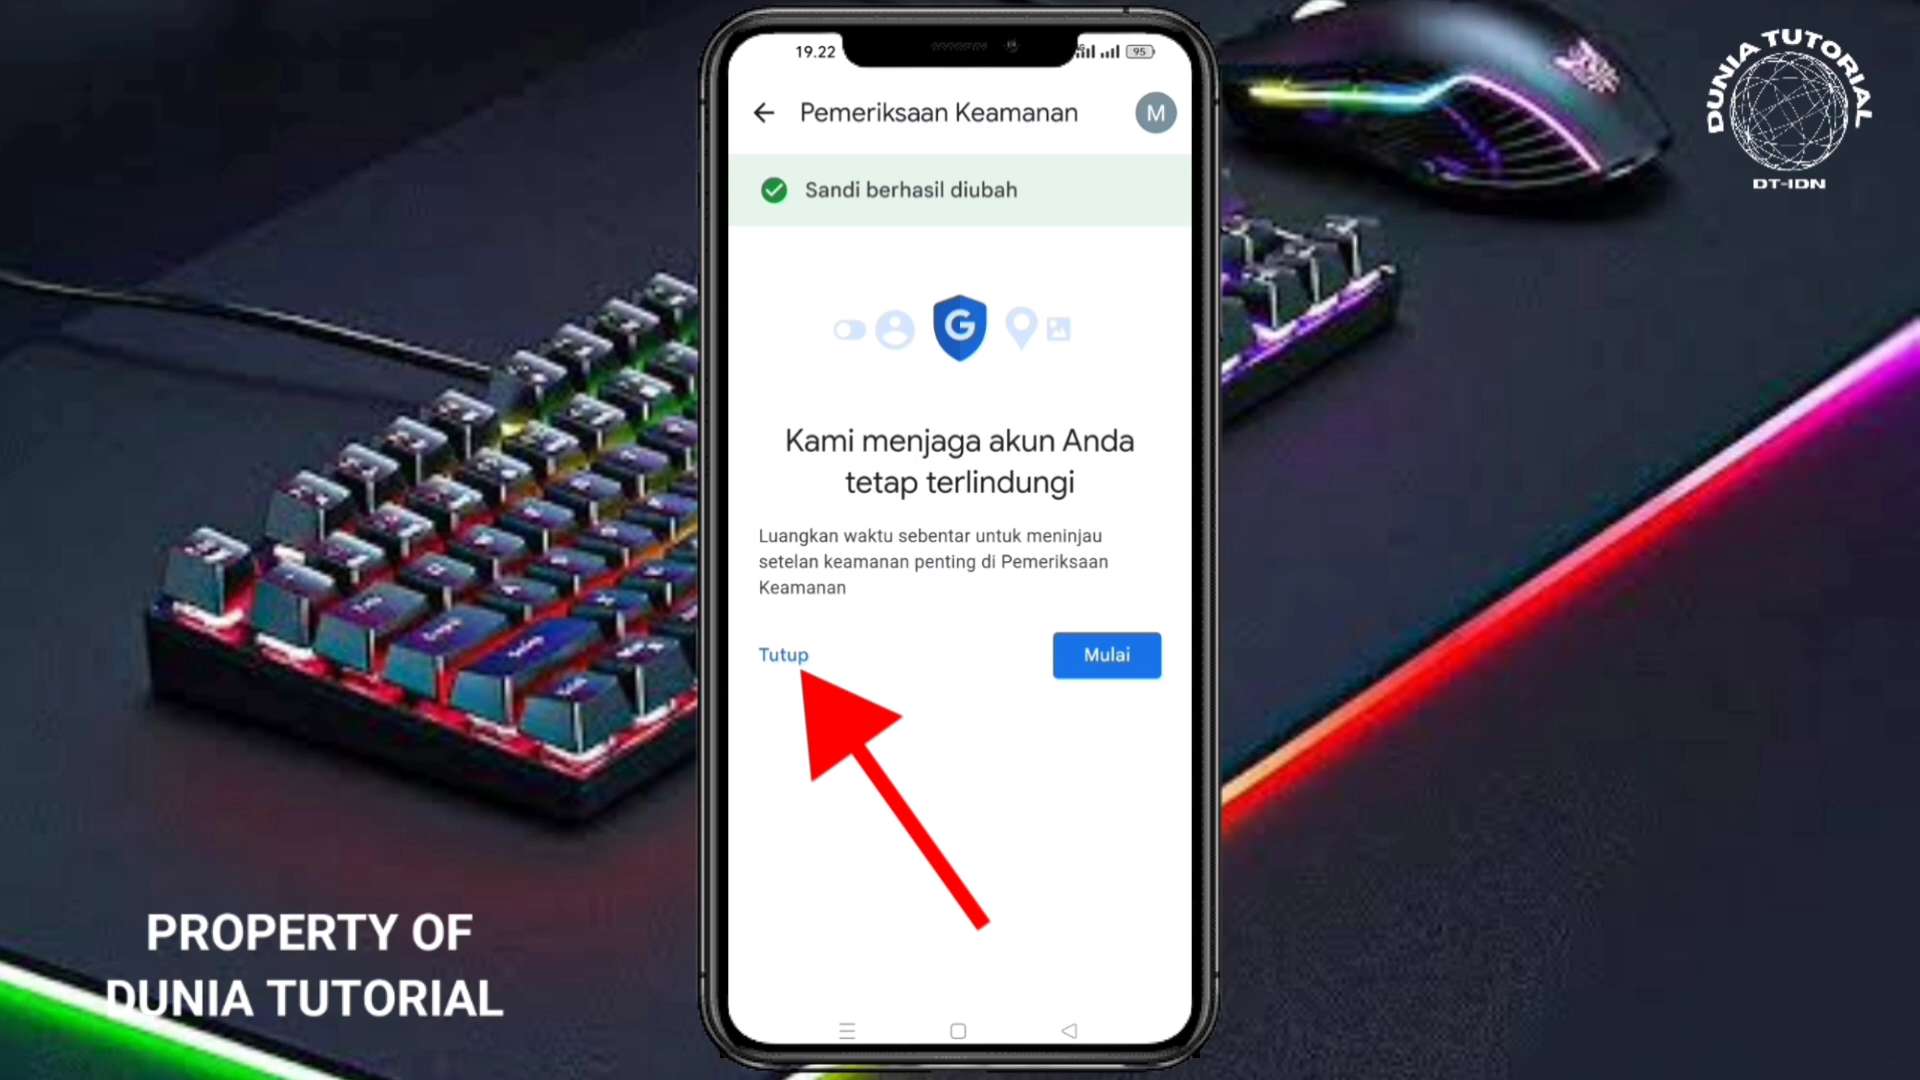 19.22
95
Pemeriksaan Keamanan
M
Sandi berhasil diubah
G
Kami menjaga akun Anda
tetap terlindungi
Luangkan waktu sebentar untuk meninjau
setelan keamanan penting di Pemeriksaan
Keamanan
Tutup
Mulai
DUNIA TUTORIAL
DT-IDN
PROPERTY OF
DUNIA TUTORIAL